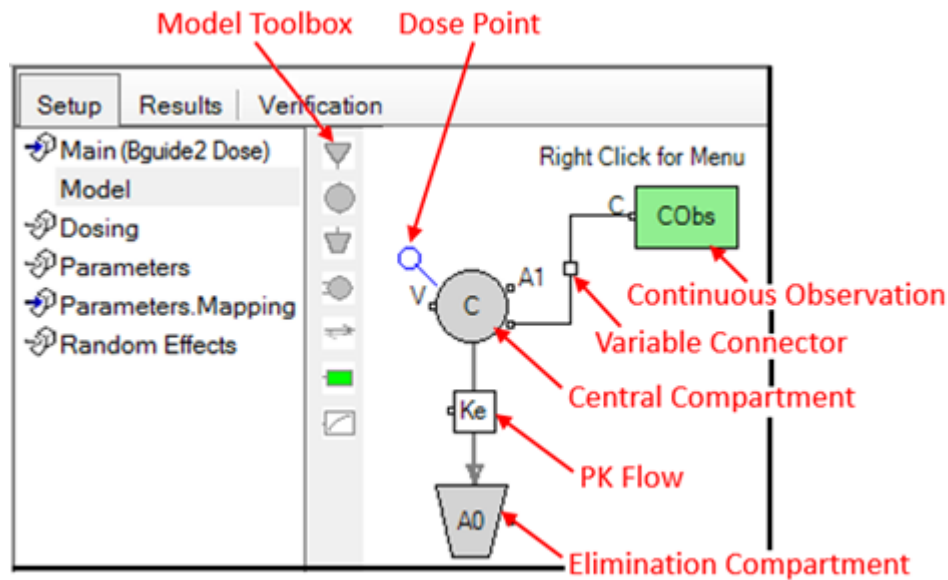 Model Toolbox
Dose Point
Setup
Results
Verification
Main (Bguide2 Dose)
Model
Dosing
Parameters
Parameters.Mapping
Random Effects
Right Click for Menu
C
CObs
A1
V
C
Continuous Observation
Variable Connector
Central Compartment
Ke
PK Flow
A0
Elimination Compartment